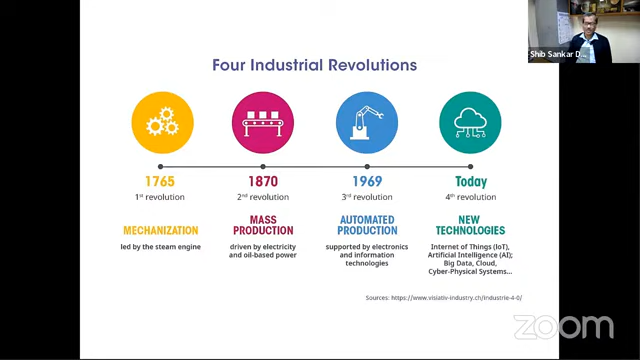 Shib Sankar D...
Four Industrial Revolutions
1765
1st revolution
MECHANIZATION
led by the steam engine
1870
2nd revolution
MASS
PRODUCTION
driven by electricity
and oil-based power
1969
3rd revolution
AUTOMATED
PRODUCTION
supported by electronics
and information
technologies
Today
4th revolution
NEW
TECHNOLOGIES
Internet of Things (IoT),
Artificial Intelligence (AI);
Big Data, Cloud,
Cyber-Physical Systems...
Sources: https://www.visiativ-industry.ch/industrie-4-0/
zoom